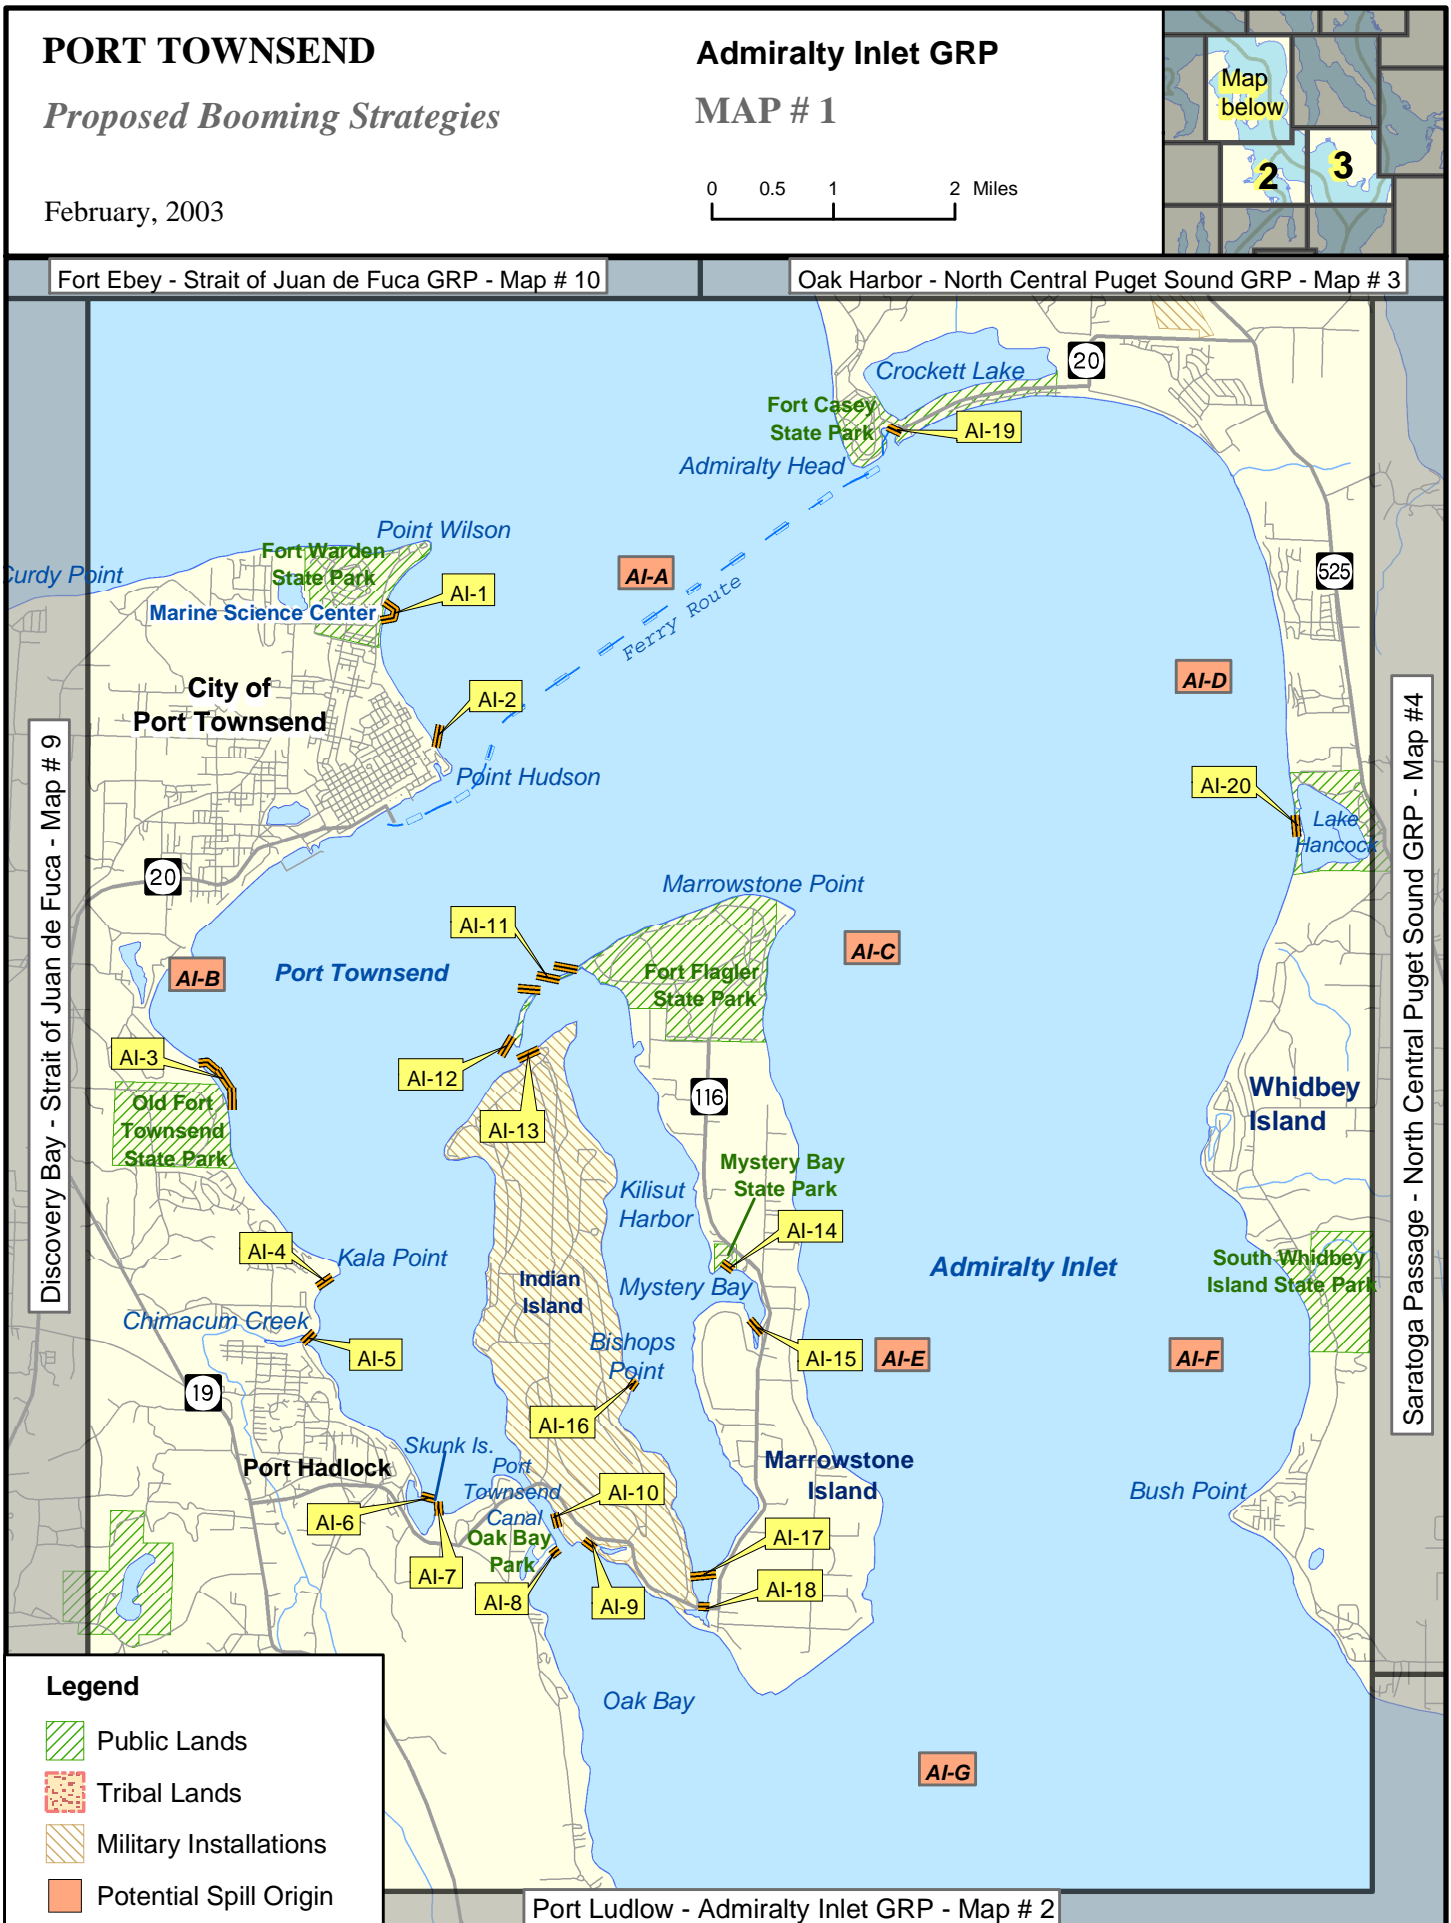 PORT TOWNSEND
Proposed Booming Strategies
February, 2003
Admiralty Inlet GRP
MAP # 1
0 0.5 1 2 Miles
Map
below
2
3
Fort Ebey - Strait of Juan de Fuca GRP - Map # 10
Oak Harbor - North Central Puget Sound GRP - Map # 3
Crockett Lake
20
Fort Casey
State Park
AI-19
Admiralty Head
Point Wilson
Fort Warden
State Park
urdy Point
AI-A
525
AI-1
Marine Science Center
Ferry Route
City of
Port Townsend
AI-2
AI-D
Point Hudson
AI-20
Lake
Hancock
20
Marrowstone Point
AI-11
AI-B
Port Townsend
Fort Flagler
State Park
AI-C
AI-3
AI-12
Old Fort
Townsend
State Park
AI-13
116
Whidbey
Island
Mystery Bay
State Park
Kilisut
Harbor
AI-14
AI-4
Kala Point
Indian
Island
Mystery Bay
Admiralty Inlet
South Whidbey
Island State Park
Chimacum Creek
AI-5
Bishops
Point
AI-15
AI-E
AI-F
19
AI-16
Skunk Is.
Port Hadlock
Port
Townsend
Canal
Marrowstone
Island
Bush Point
AI-6
AI-10
Oak Bay
Park
AI-17
AI-7
AI-8
AI-9
AI-18
Oak Bay
AI-G
Discovery Bay - Strait of Juan de Fuca - Map # 9
Saratoga Passage - North Central Puget Sound GRP - Map #4
Legend
Public Lands
Tribal Lands
Military Installations
Potential Spill Origin
Port Ludlow - Admiralty Inlet GRP - Map # 2